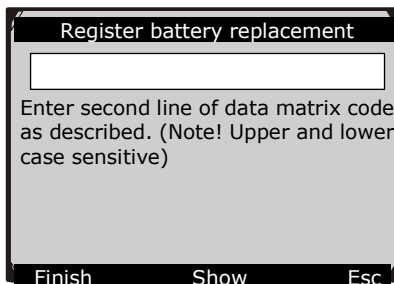 Register battery replacement
Enter second line of data matrix code
as described. (Note! Upper and lower
case sensitive)
Finish Show Esc